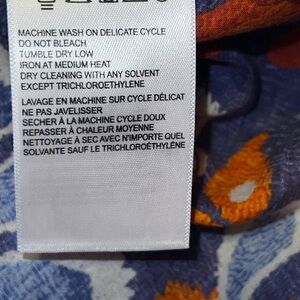 MACHINE WASH ON DELICATE CYCLE
DO NOT BLEACH
TUMBLE DRY LOW
IRON AT MEDIUM HEAT
DRY CLEANING WITH ANY SOLVENT
EXCEPT TRICHLOROETHYLENE
LAVAGE EN MACHINE SUR CYCLE DÉLICAT
NE PAS JAVELISSER
SECHER À LA MACHINE CYCLE DOUX
REPASSER À CHALEUR MOYENNE
NETTOYAGE À SEC AVEC N'IMPORTE QUEL
SOLVANTE SAUF LE TRICHLOROÉTHYLÈNE